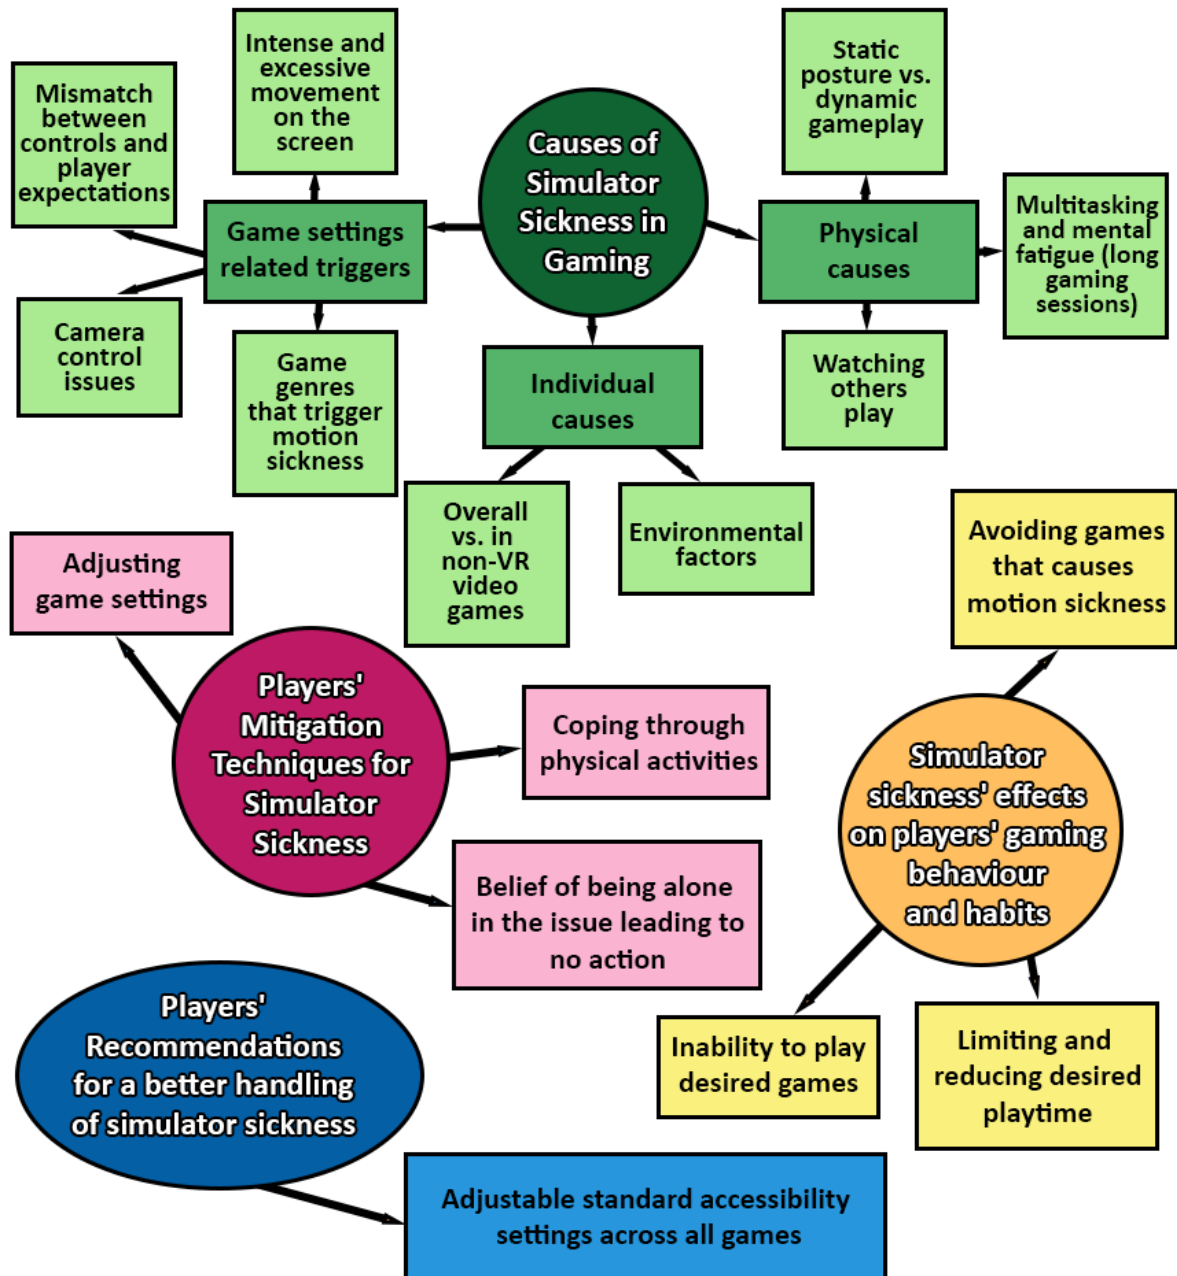 Intense and
excessive
movement
on the
screen
Mismatch
between
controls and
player
expectations
Game settings
related triggers
Camera
control
issues
Game
genres
that trigger
motion
sickness
Causes of
Simulator
Sickness in
Gaming
Static
posture vs.
dynamic
gameplay
Physical
causes
Multitasking
and mental
fatigue (long
gaming
sessions)
Watching
others
play
Individual
causes
Overall
vs. in
non-VR
video
games
Environmental
factors
Adjusting
game settings
Players'
Mitigation
Techniques for
Simulator
Sickness
Coping through
physical activities
Belief of being alone
in the issue leading to
no action
Avoiding games
that causes
motion sickness
Simulator
sickness' effects
on players' gaming
behaviour
and habits
Inability to play
desired games
Limiting and
reducing desired
playtime
Players'
Recommendations
for a better handling
of simulator sickness
Adjustable standard accessibility
settings across all games